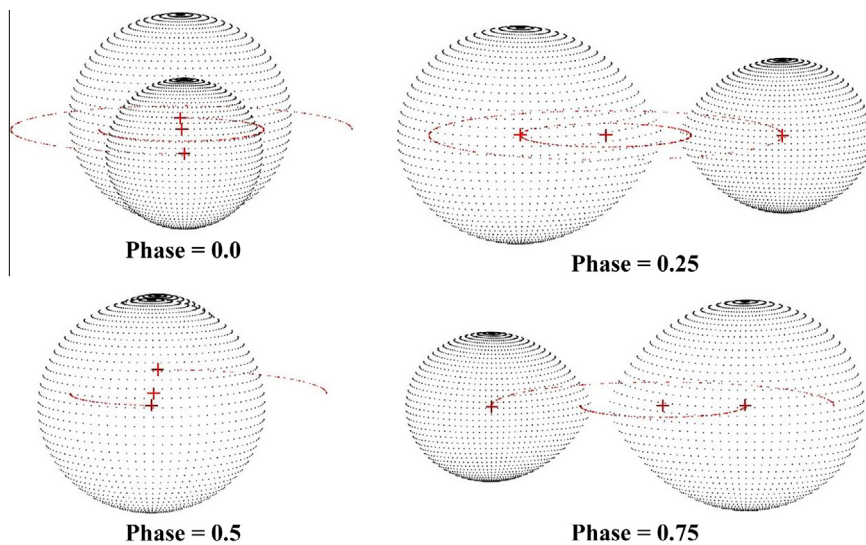 Phase = 0.0
Phase = 0.25
Phase = 0.5
Phase = 0.75